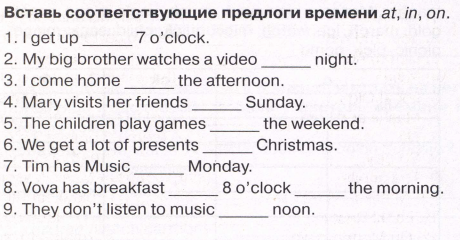 Вставь соответствующие предлоги времени at, in, on.
1. I get up ______ 7 o'clock.
2. My big brother watches a video ______ night.
3. I come home ______ the afternoon.
4. Mary visits her friends ______ Sunday.
5. The children play games ______ the weekend.
6. We get a lot of presents ______ Christmas.
7. Tim has Music ______ Monday.
8. Vova has breakfast ______ 8 o'clock ______ the morning.
9. They don't listen to music ______ noon.